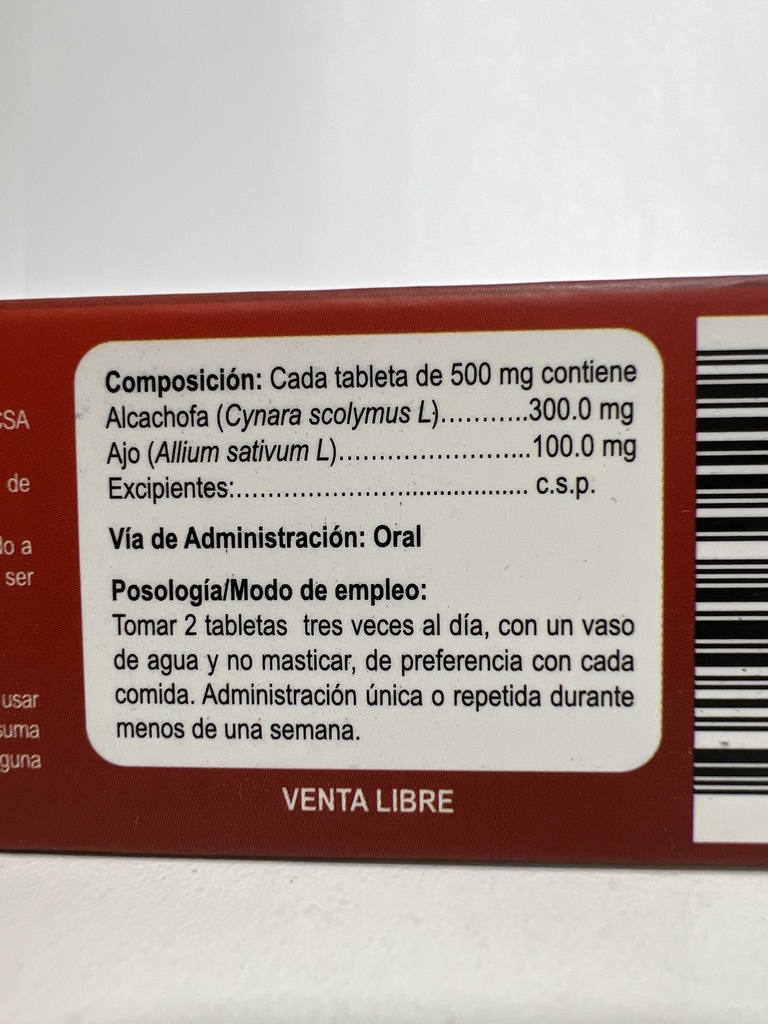 Composición: Cada tableta de 500 mg contiene
Alcachofa (Cynara scolymus L)...........300.0 mg
Ajo (Allium sativum L)..............................100.0 mg
Excipientes:.......................................... c.s.p.
Vía de Administración: Oral
Posología/Modo de empleo:
Tomar 2 tabletas tres veces al día, con un vaso
de agua y no masticar, de preferencia con cada
comida. Administración única o repetida durante
menos de una semana.
VENTA LIBRE
de
a
ser
usar